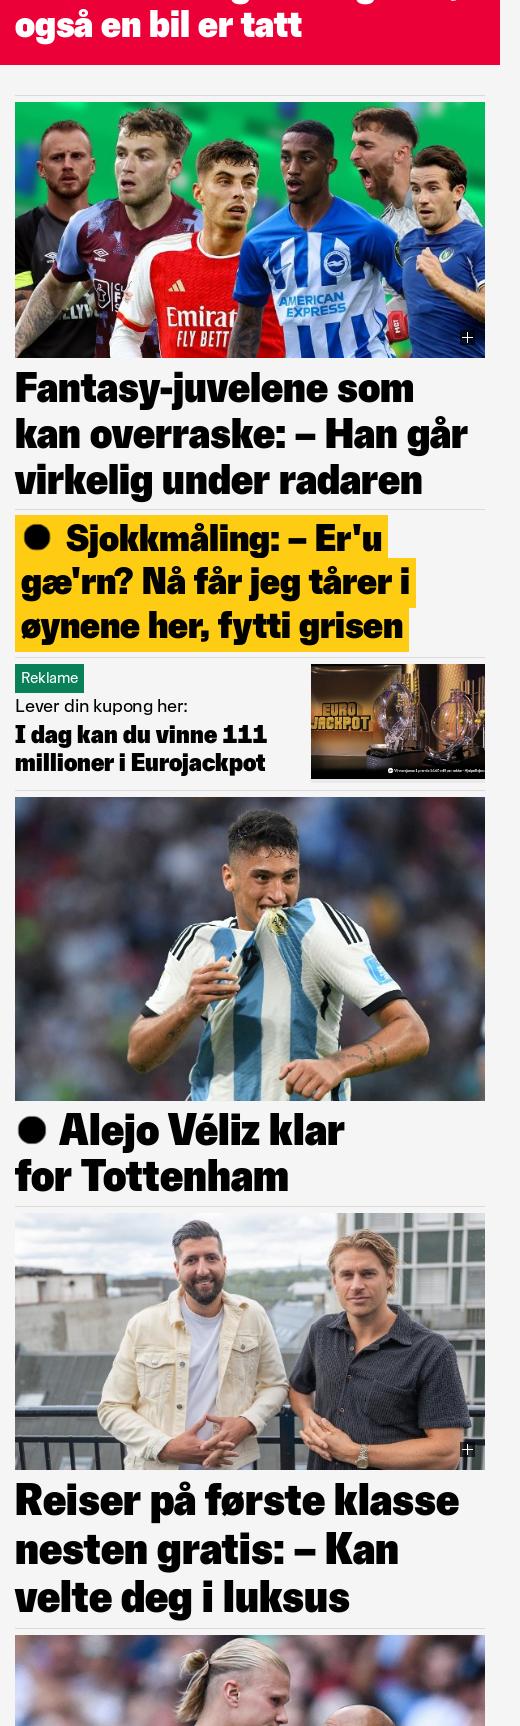 også en bil er tatt
Emirates
FLY BETT
AMERICAN
EXPRESS
Fantasy-juvelene som
kan overraske: – Han går
virkelig under radaren
Sjokkmåling: – Er'u
gæ'rn? Nå får jeg tårer i
øynene her, fytti grisen
Reklame
Lever din kupong her:
I dag kan du vinne 111
millioner i Eurojackpot
EURO
JACKPOT
Alejo Véliz klar
for Tottenham
Reiser på første klasse
nesten gratis: – Kan
velte deg i luksus